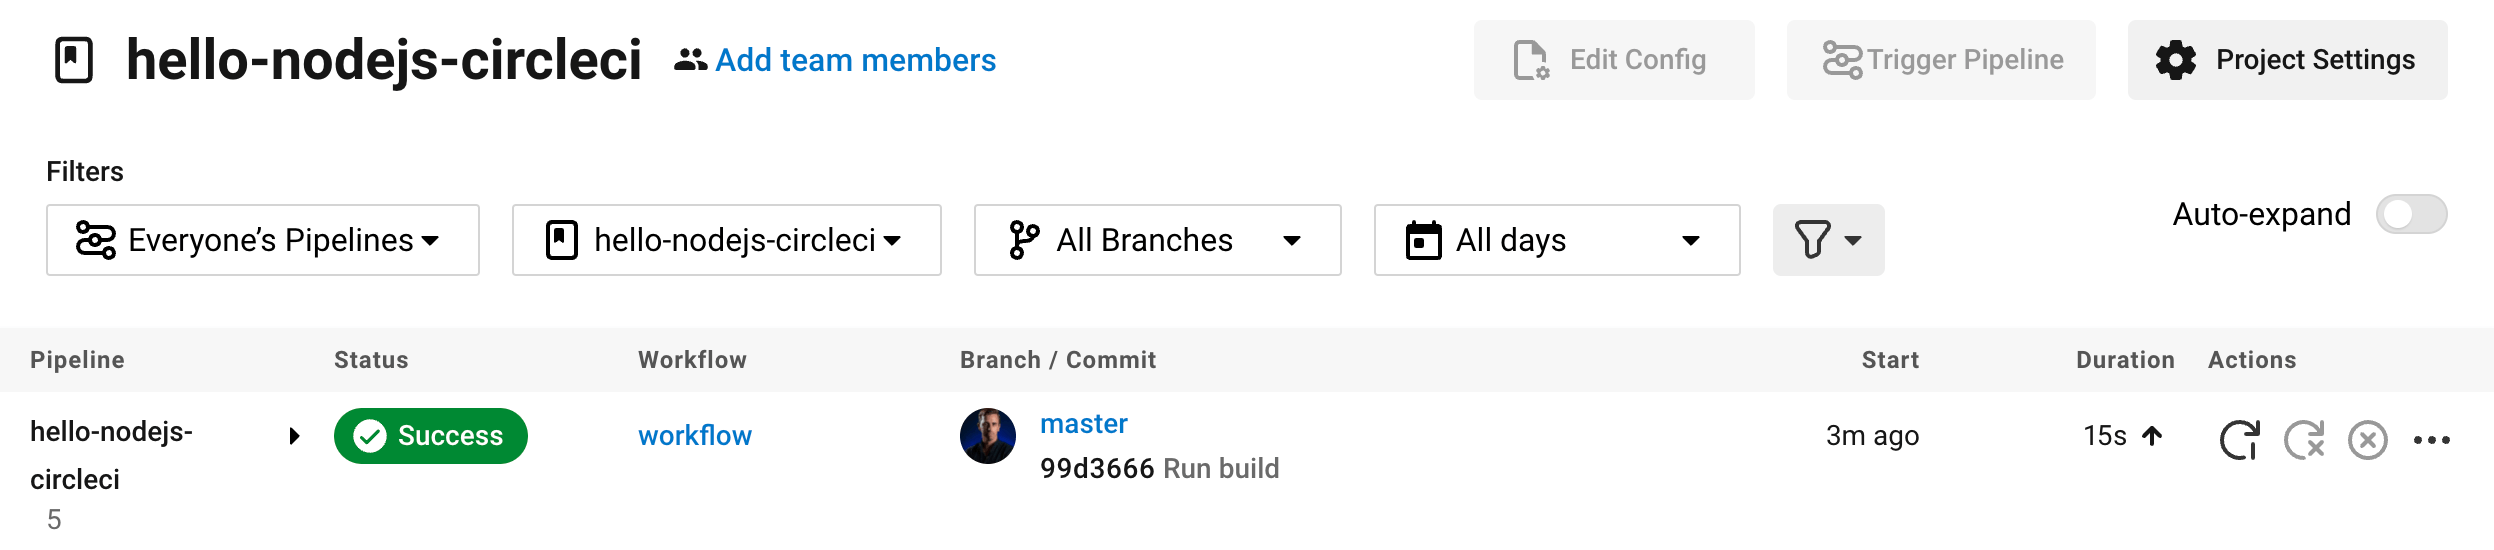 hello-nodejs-circleci Add team members Edit Config Trigger Pipeline Project Settings
Filters
Everyone’s Pipelines hello-nodejs-circleci All Branches All days Auto-expand
Pipeline Status Workflow Branch / Commit Start Duration Actions
hello-nodejs- Success workflow master 3m ago 15s
circleci 99d3666 Run build
5